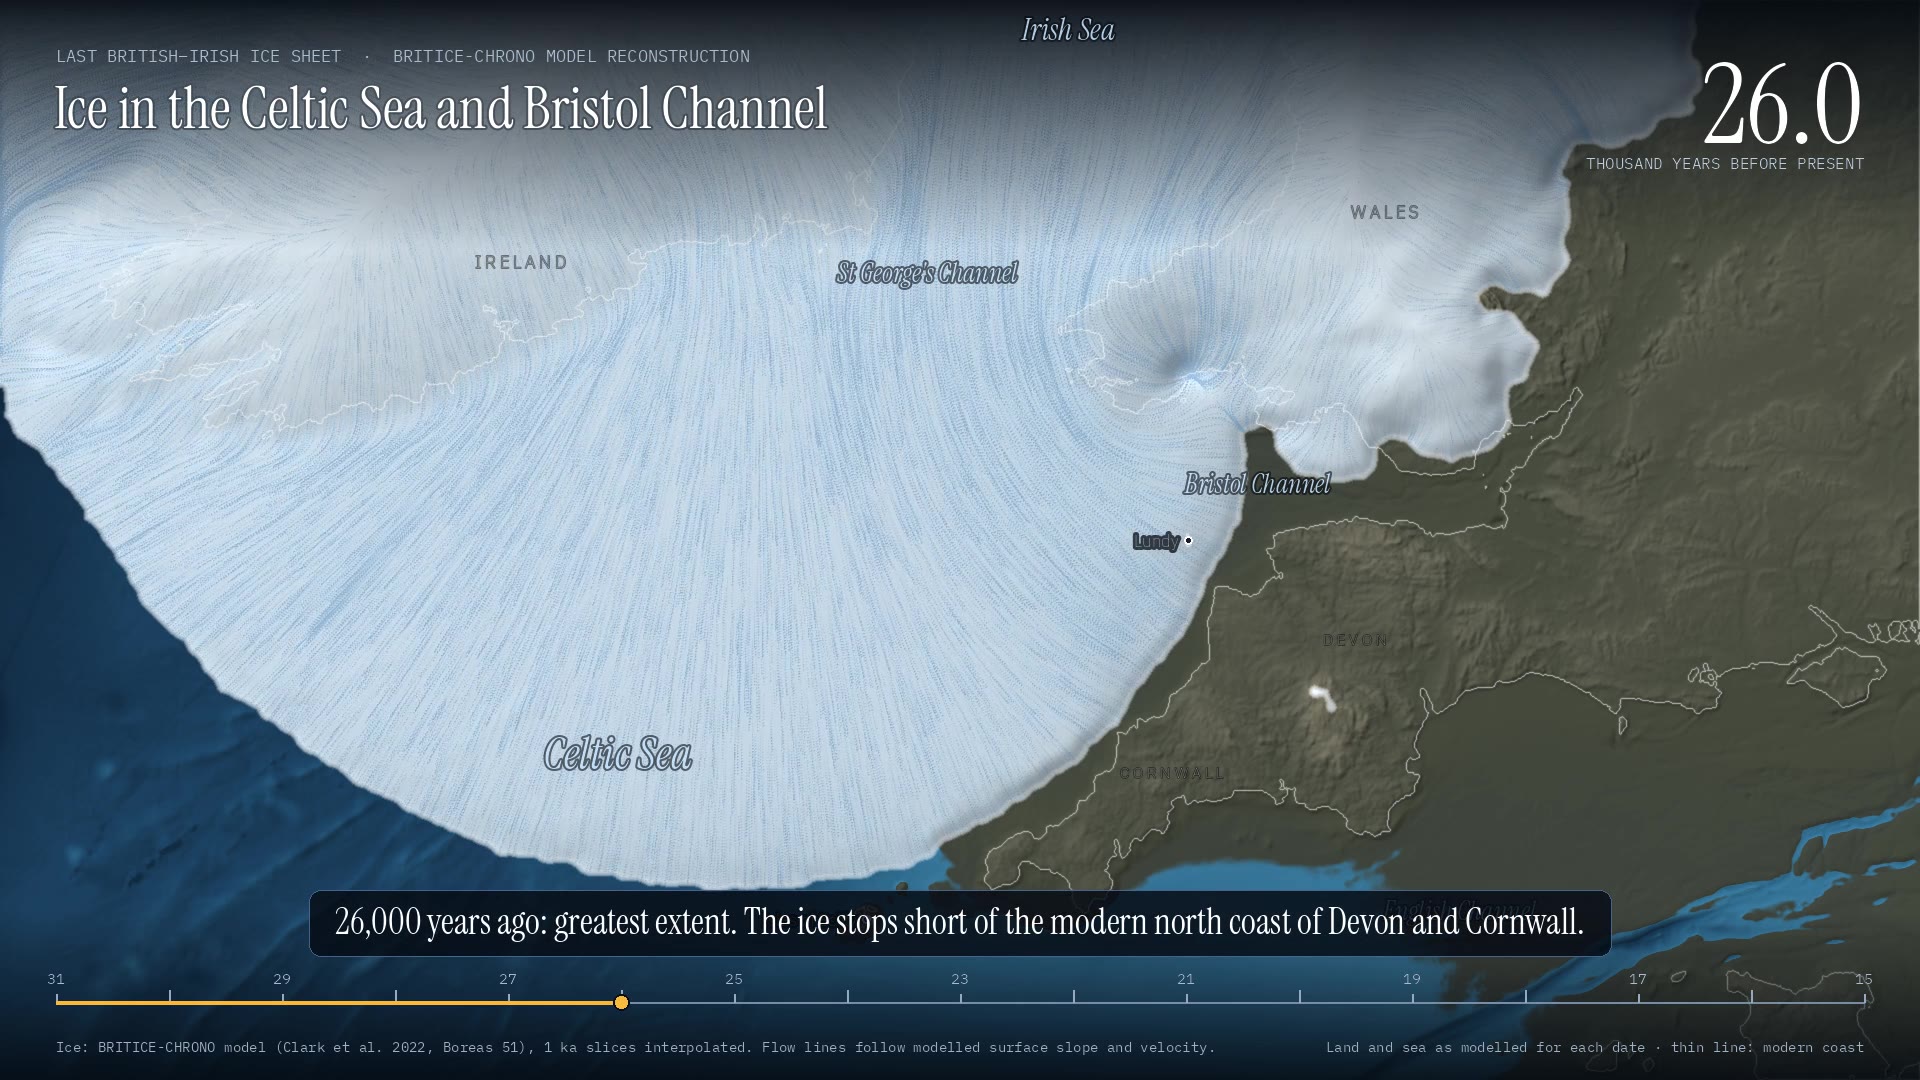 Irish Sea
LAST BRITISH–IRISH ICE SHEET · BRITICE-CHRONO MODEL RECONSTRUCTION
Ice in the Celtic Sea and Bristol Channel
26.0
THOUSAND YEARS BEFORE PRESENT
WALES
IRELAND
St George's Channel
Bristol Channel
Lundy
DEVON
Celtic Sea
CORNWALL
English Channel
26,000 years ago: greatest extent. The ice stops short of the modern north coast of Devon and Cornwall.
31 29 27 25 23 21 19 17 15
Ice: BRITICE-CHRONO model (Clark et al. 2022, Boreas 51), 1 ka slices interpolated. Flow lines follow modelled surface slope and velocity.
Land and sea as modelled for each date · thin line: modern coast